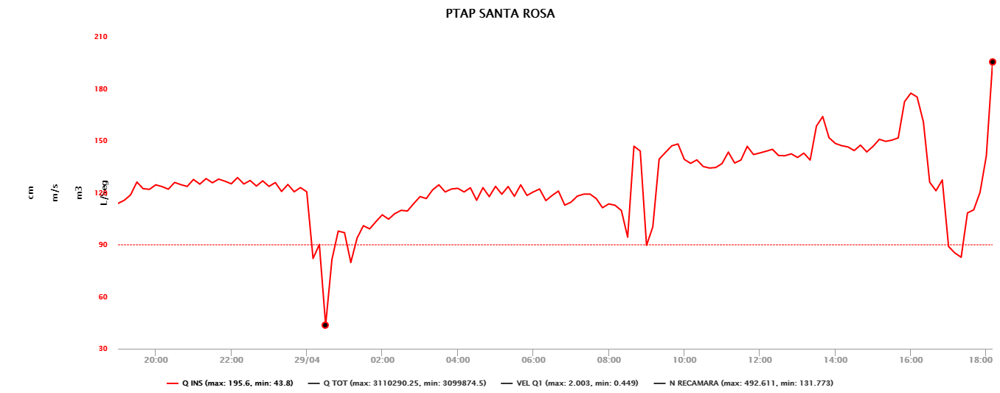 PTAP SANTA ROSA
210
180
150
120
90
60
30
cm
m/s
m3
L/seg
20:00 22:00 29/04 02:00 04:00 06:00 08:00 10:00 12:00 14:00 16:00 18:00
Q INS (max: 195.6, min: 43.8) Q TOT (max: 3110290.25, min: 3099874.5) VEL Q1 (max: 2.003, min: 0.449) N RECAMARA (max: 492.611, min: 131.773)